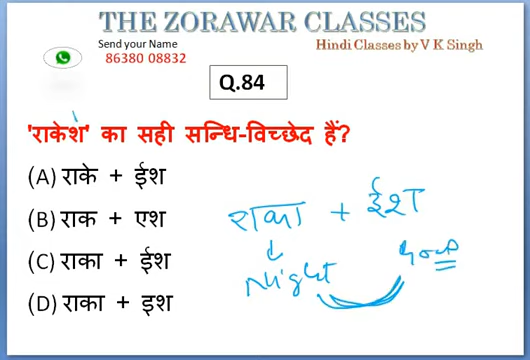 THE ZORAWAR CLASSES
Send your Name
Hindi Classes by V K Singh
86380 08832
Q.84
'राकेश' का सही सन्धि-विच्छेद हैं?
(A) राके + ईश
(B) राक + एश
(C) राका + ईश
(D) राका + इश
राका + ईश
Night